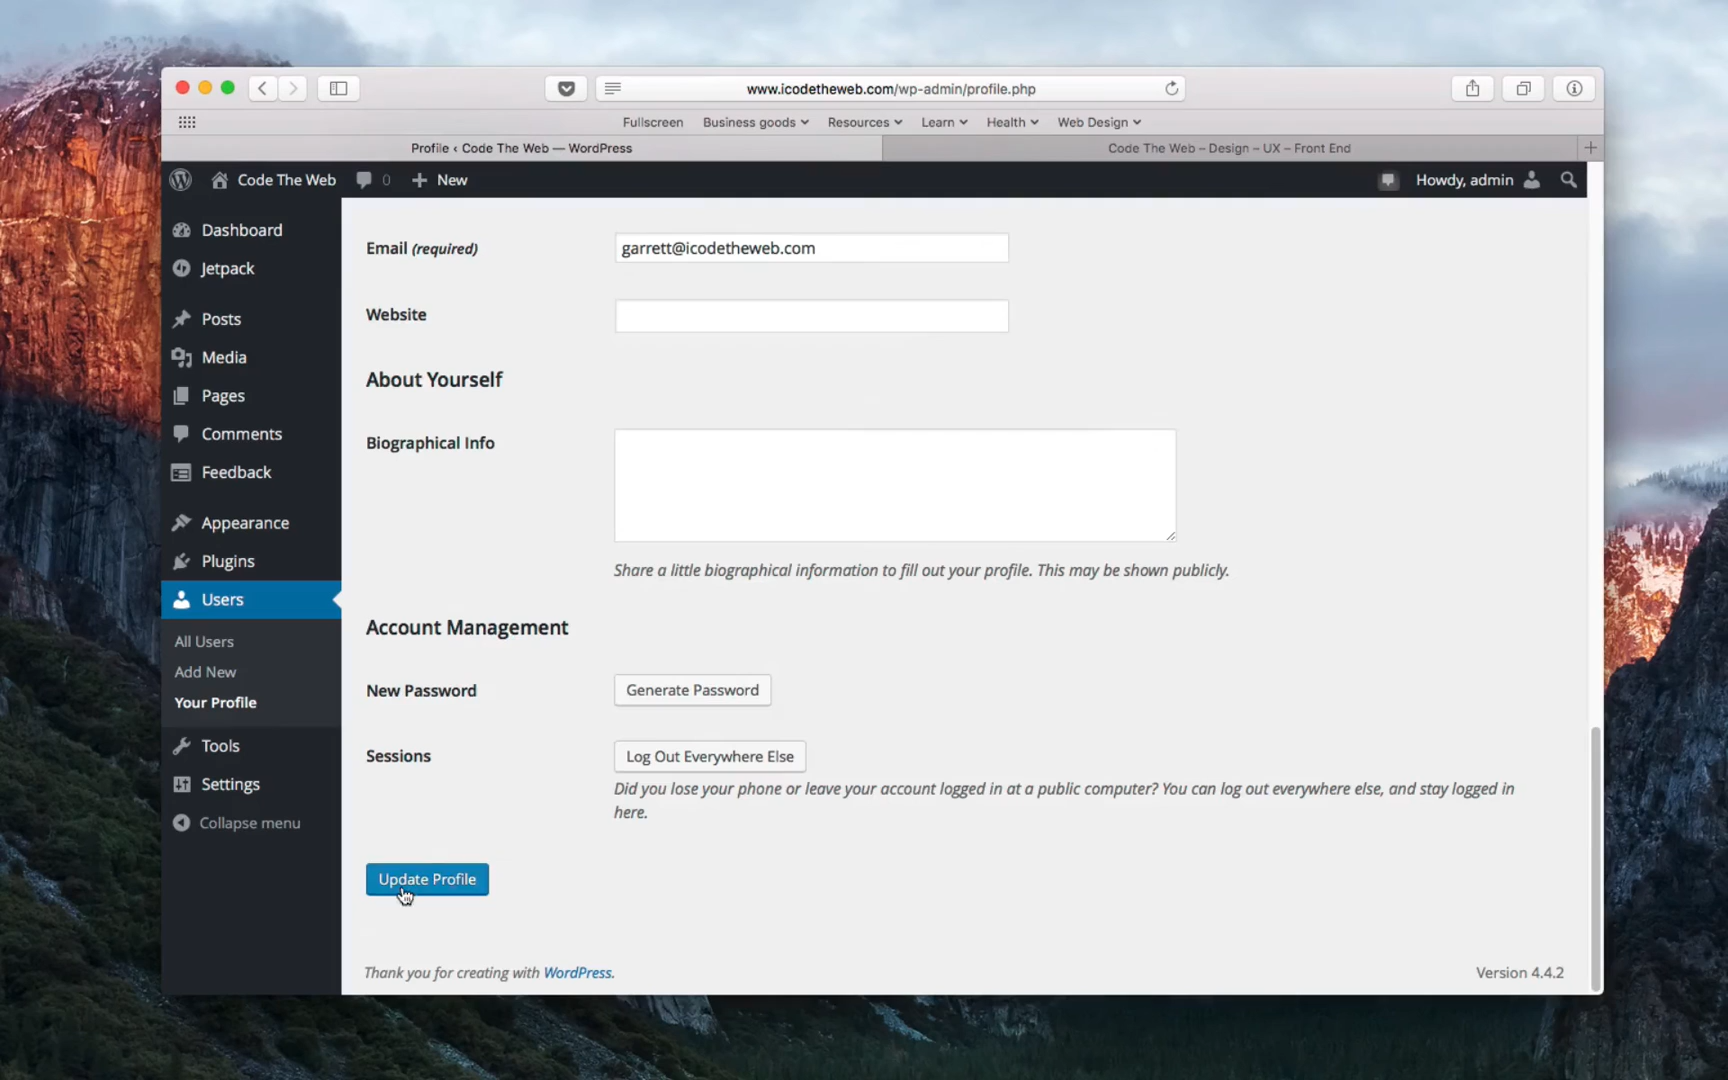 www.icodetheweb.com/wp-admin/profile.php
Fullscreen Business goods Resources Learn Health Web Design
Profile ‹ Code The Web — WordPress
Code The Web – Design – UX – Front End
Code The Web 0 New
Howdy, admin
Dashboard
Jetpack
Posts
Media
Pages
Comments
Feedback
Appearance
Plugins
Users
All Users
Add New
Your Profile
Tools
Settings
Collapse menu
Email (required)
garrett@icodetheweb.com
Website
About Yourself
Biographical Info
Share a little biographical information to fill out your profile. This may be shown publicly.
Account Management
New Password
Generate Password
Sessions
Log Out Everywhere Else
Did you lose your phone or leave your account logged in at a public computer? You can log out everywhere else, and stay logged in
here.
Update Profile
Thank you for creating with WordPress.
Version 4.4.2